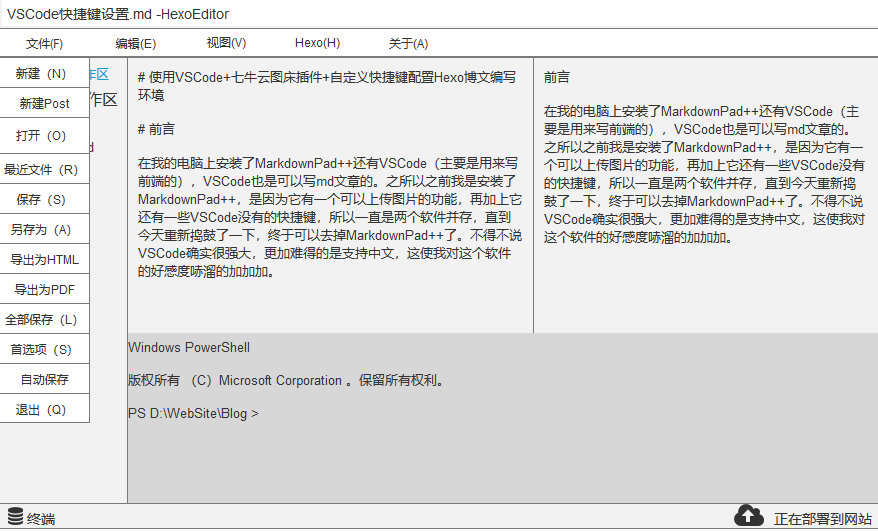 VSCode快捷键设置.md -HexoEditor
文件(F) 编辑(E) 视图(V) Hexo(H) 关于(A)
新建（N）
新建Post
打开（O）
最近文件（R）
保存（S）
另存为（A）
导出为HTML
导出为PDF
全部保存（L）
首选项（S）
自动保存
退出（Q）
作区
作区
d
# 使用VSCode+七牛云图床插件+自定义快捷键配置Hexo博文编写
环境
# 前言
在我的电脑上安装了MarkdownPad++还有VSCode（主要是用来写
前端的），VSCode也是可以写md文章的。之所以之前我是安装了
MarkdownPad++，是因为它有一个可以上传图片的功能，再加上它
还有一些VSCode没有的快捷键，所以一直是两个软件并存，直到
今天重新捣鼓了一下，终于可以去掉MarkdownPad++了。不得不说
VSCode确实很强大，更加难得的是支持中文，这使我对这个软件
的好感度哧溜的加加加。
前言
在我的电脑上安装了MarkdownPad++还有VSCode（主
要是用来写前端的），VSCode也是可以写md文章的。
之所以之前我是安装了MarkdownPad++，是因为它有一
个可以上传图片的功能，再加上它还有一些VSCode没有
的快捷键，所以一直是两个软件并存，直到今天重新捣
鼓了一下，终于可以去掉MarkdownPad++了。不得不说
VSCode确实很强大，更加难得的是支持中文，这使我对
这个软件的好感度哧溜的加加加。
Windows PowerShell
版权所有 （C）Microsoft Corporation 。保留所有权利。
PS D:\WebSite\Blog >
终端
正在部署到网站